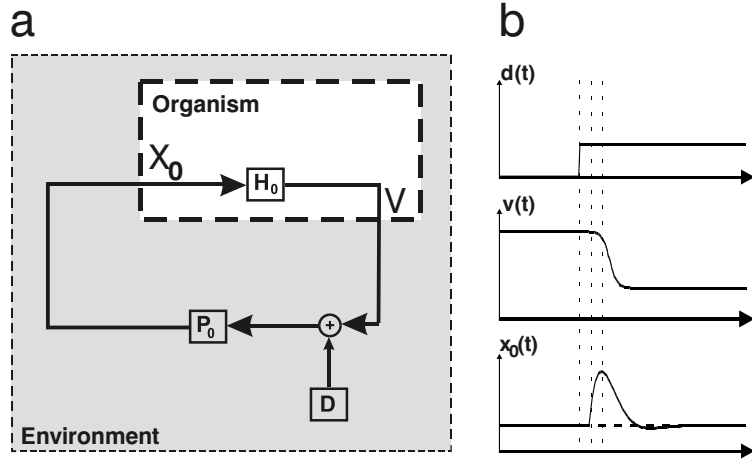 a
Organism
X₀
H₀
V
P₀
+
D
Environment
b
d(t)
v(t)
x₀(t)